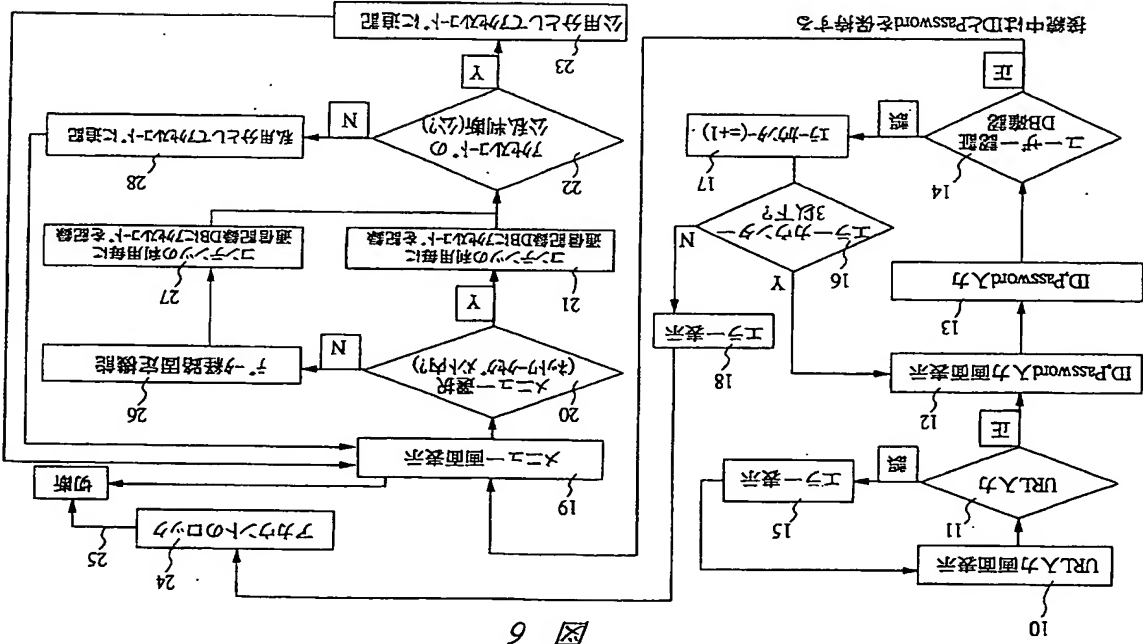 図 6
10
URL入力画面表示
11
URL入力
誤
正
15
エラー表示
12
ID,Password入力画面表示
13
ID,Password入力
14
ユーザー認証
DB確認
誤
正
接続中はIDとPasswordを保持する
17
エラーカウンター(=+1)
16
エラーカウンター
3以下?
Y
N
18
エラー表示
24
アカウントのロック
25
切断
19
メニュー画面表示
20
メニュー選択
(ネットワークセグメント内?)
Y
N
26
データ経路固定機能
21
コンテンツの利用毎に
通信記録DBにアクセスレコードを記録
27
コンテンツの利用毎に
通信記録DBにアクセスレコードを記録
22
アクセスレコードの
公私判断(公?)
Y
N
28
私用分としてアクセスレコードに追記
23
公用分としてアクセスレコードに追記